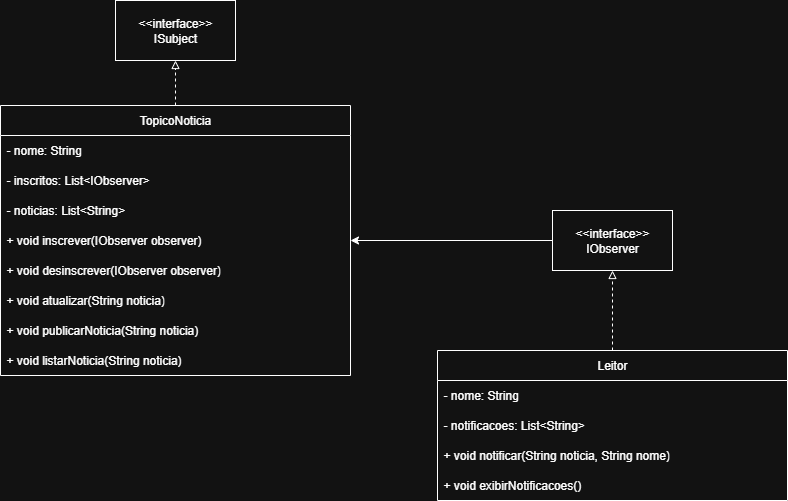 <<interface>>
ISubject
TopicoNoticia
- nome: String
- inscritos: List<IObserver>
- noticias: List<String>
+ void inscrever(IObserver observer)
+ void desinscrever(IObserver observer)
+ void atualizar(String noticia)
+ void publicarNoticia(String noticia)
+ void listarNoticia(String noticia)
<<interface>>
IObserver
Leitor
- nome: String
- notificacoes: List<String>
+ void notificar(String noticia, String nome)
+ void exibirNotificacoes()